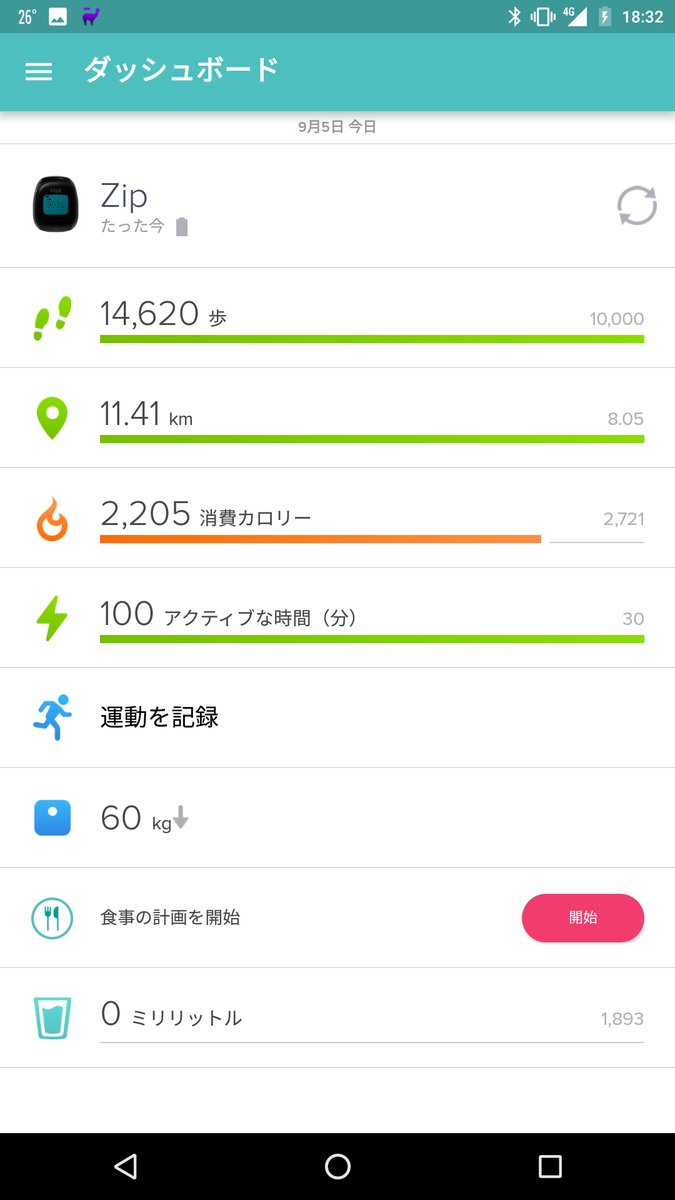 26°
4G
18:32
ダッシュボード
9月5日 今日
Zip
たった今
14,620 歩
10,000
11.41 km
8.05
2,205 消費カロリー
2,721
100 アクティブな時間（分）
30
運動を記録
60 kg
食事の計画を開始
開始
0 ミリリットル
1,893